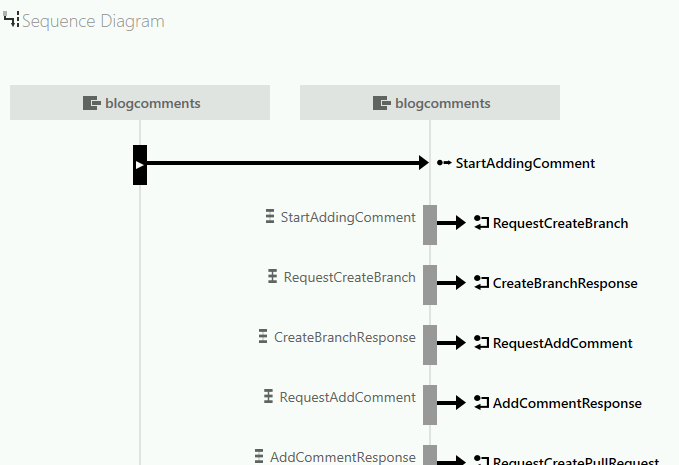 Sequence Diagram
blogcomments
blogcomments
StartAddingComment
StartAddingComment
RequestCreateBranch
RequestCreateBranch
CreateBranchResponse
CreateBranchResponse
RequestAddComment
RequestAddComment
AddCommentResponse
AddCommentResponse
RequestCreatePullRequest